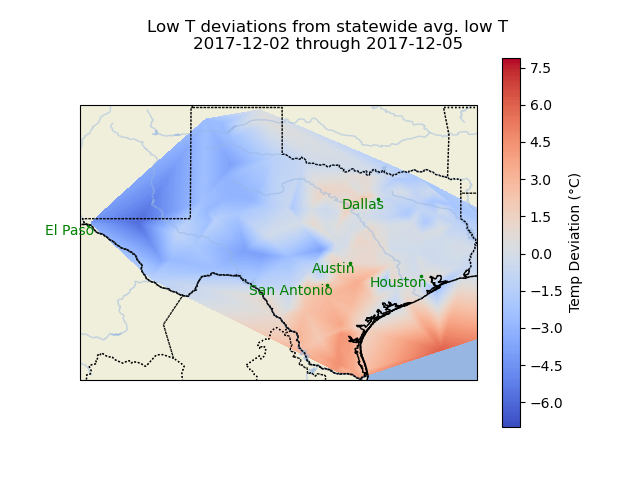 Low T deviations from statewide avg. low T
2017-12-02 through 2017-12-05
7.5
6.0
4.5
3.0
1.5
0.0
−1.5
−3.0
−4.5
−6.0
Temp Deviation (°C)
Dallas
El Paso
Austin
Houston
San Antonio